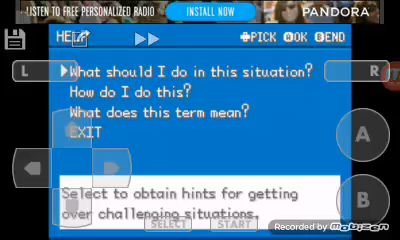 LISTEN TO FREE PERSONALIZED RADIO
INSTALL NOW
PANDORA
HELP
PICK A OK B END
L
R
What should I do in this situation?
How do I do this?
What does this term mean?
EXIT
A
B
Select to obtain hints for getting
over challenging situations.
SELECT
START
Recorded by Mobizen